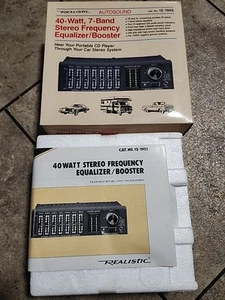 REALISTIC
AUTOSOUND
Cat. No. 12-1955
40-Watt, 7-Band
Stereo Frequency
Equalizer/Booster
Hear Your Portable CD Player
Through Your Car Stereo System
CAT. NO. 12-1955
40 WATT STEREO FREQUENCY
EQUALIZER/BOOSTER
REALISTIC